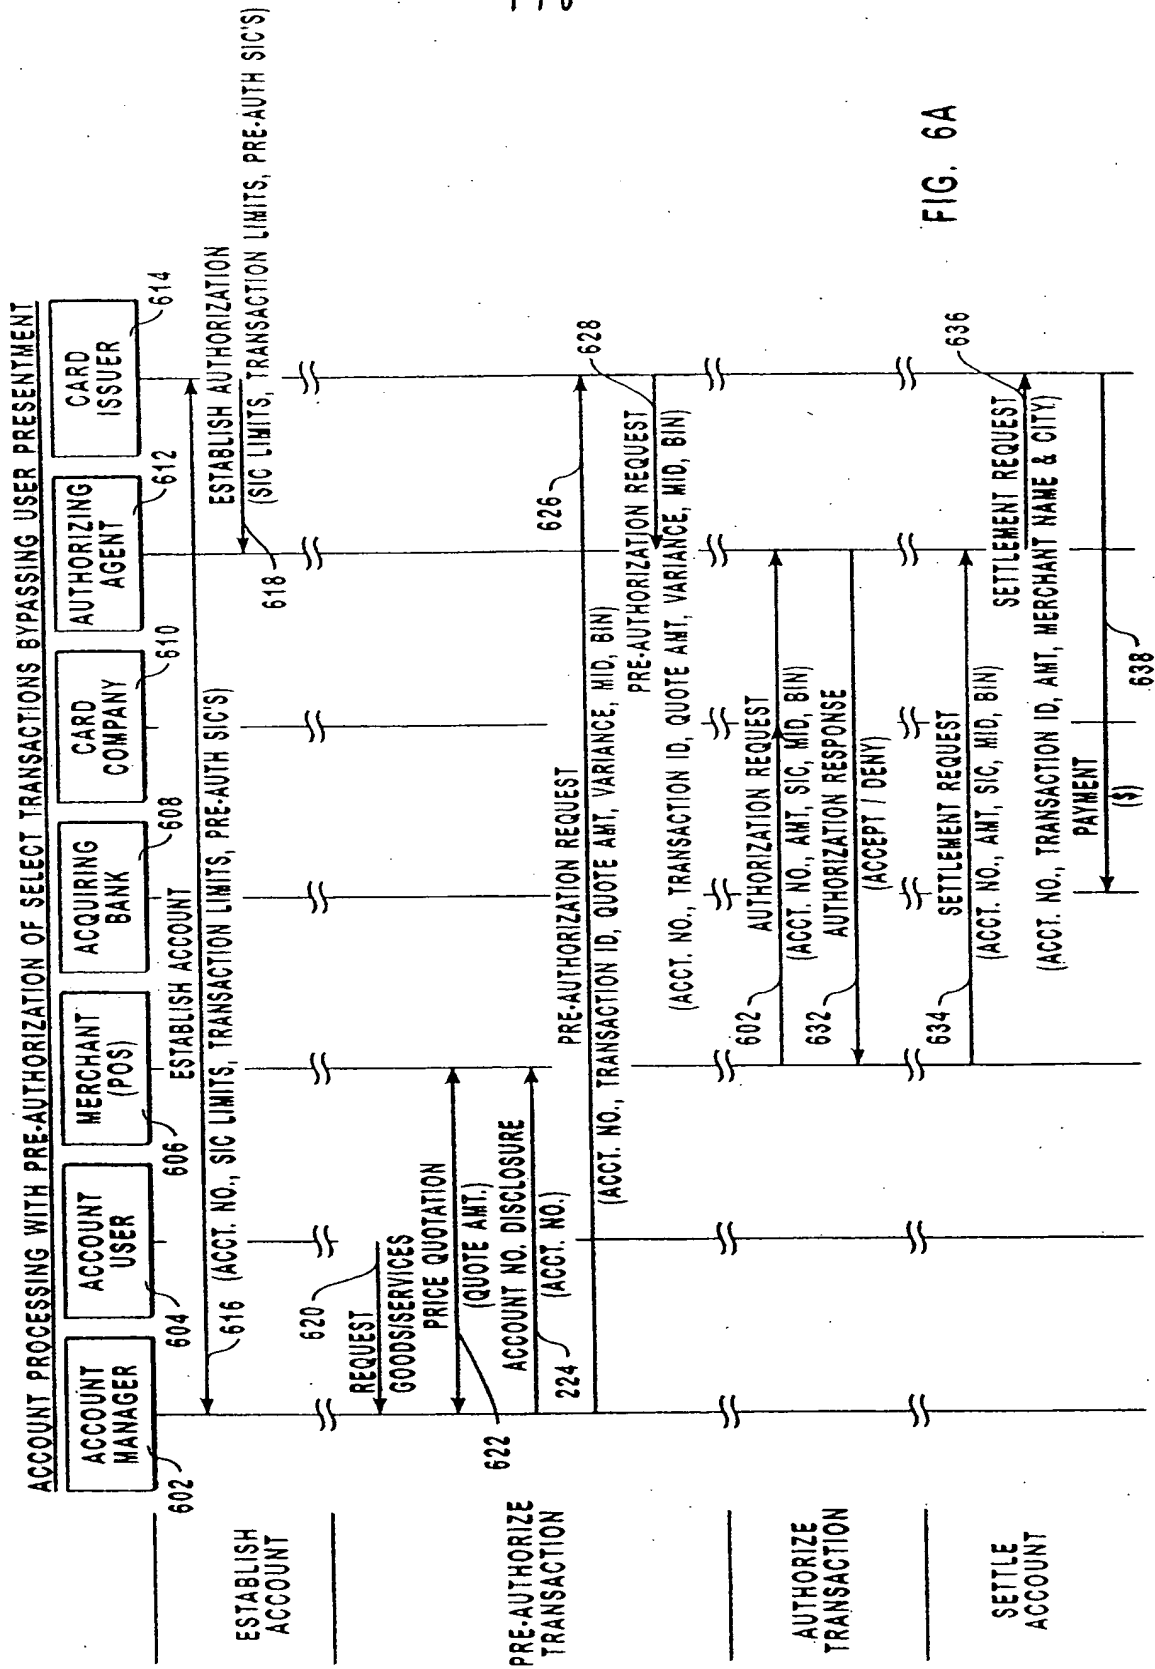 ACCOUNT PROCESSING WITH PRE-AUTHORIZATION OF SELECT TRANSACTIONS BYPASSING USER PRESENTMENT
ACCOUNT
MANAGER
602
ACCOUNT
USER
604
MERCHANT
(POS)
606
ACQUIRING
BANK
608
CARD
COMPANY
610
AUTHORIZING
AGENT
612
CARD
ISSUER
614
ESTABLISH
ACCOUNT
ESTABLISH ACCOUNT
616 (ACCT. NO., SIC LIMITS, TRANSACTION LIMITS, PRE-AUTH SIC'S)
ESTABLISH AUTHORIZATION
(SIC LIMITS, TRANSACTION LIMITS, PRE-AUTH SIC'S)
618
PRE-AUTHORIZE
TRANSACTION
620
REQUEST
GOODS/SERVICES
PRICE QUOTATION
(QUOTE AMT.)
622
ACCOUNT NO. DISCLOSURE
(ACCT. NO.)
224
PRE-AUTHORIZATION REQUEST
626
(ACCT. NO., TRANSACTION ID, QUOTE AMT, VARIANCE, MID, BIN)
628
PRE-AUTHORIZATION REQUEST
(ACCT. NO., TRANSACTION ID, QUOTE AMT, VARIANCE, MID, BIN)
AUTHORIZE
TRANSACTION
602
AUTHORIZATION REQUEST
(ACCT. NO., AMT, SIC, MID, BIN)
632
AUTHORIZATION RESPONSE
(ACCEPT / DENY)
SETTLE
ACCOUNT
634
SETTLEMENT REQUEST
(ACCT. NO., AMT, SIC, MID, BIN)
636
SETTLEMENT REQUEST
(ACCT. NO., TRANSACTION ID, AMT, MERCHANT NAME & CITY)
PAYMENT
($)
638
FIG. 6A